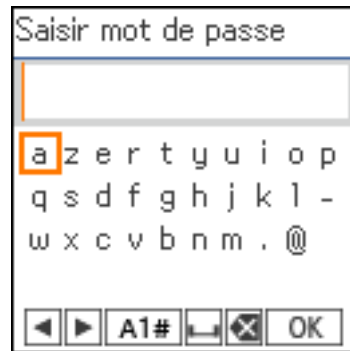 Saisir mot de passe
a z e r t y u i o p
q s d f g h j k l -
w x c v b n m . @
A1# OK